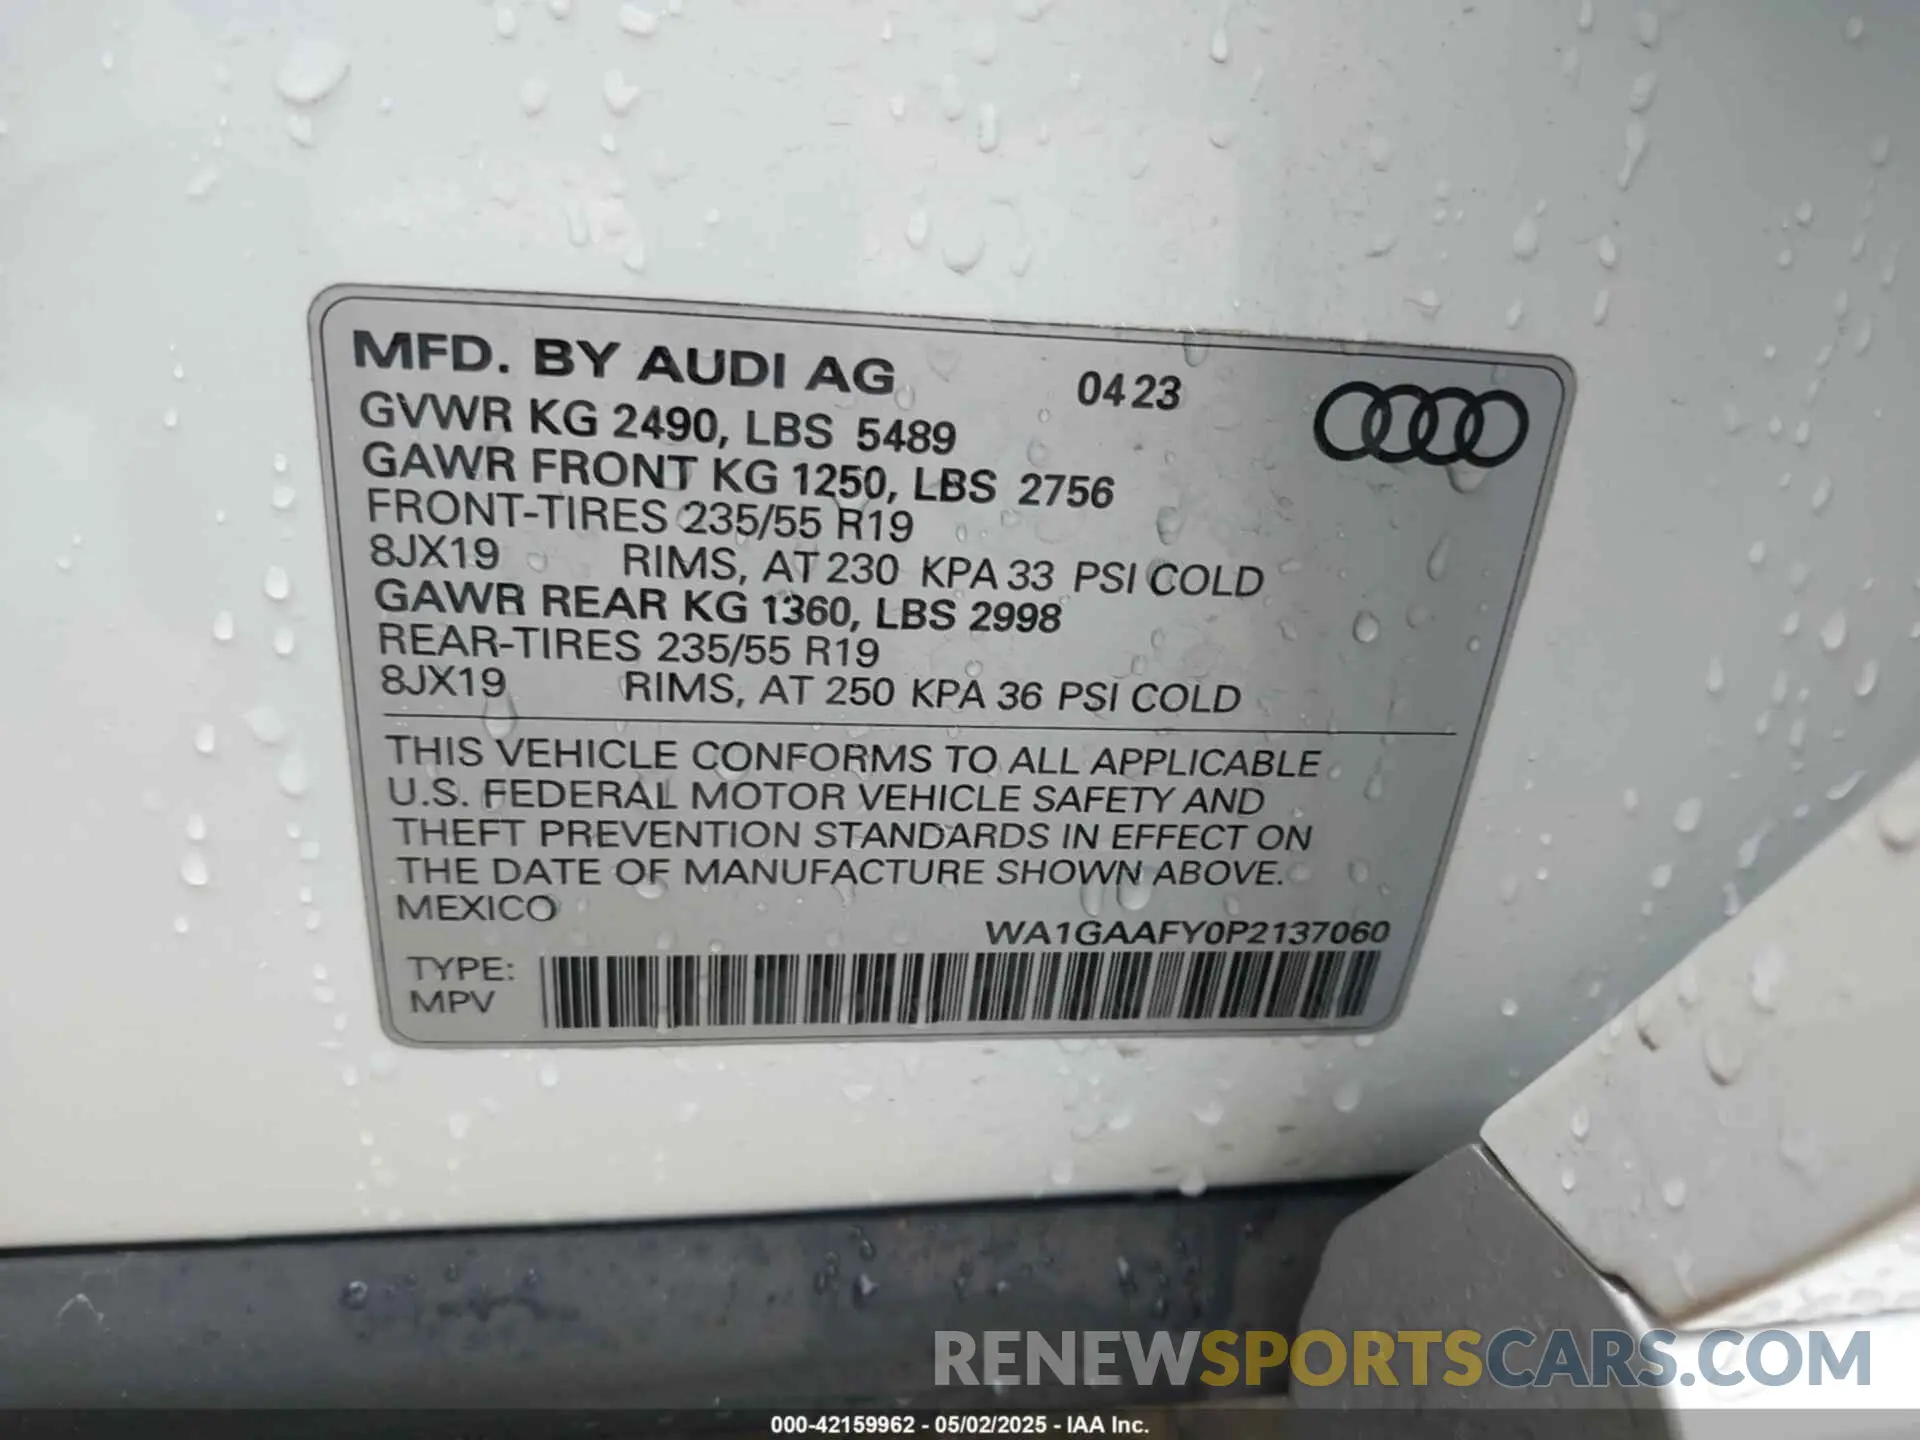 MFD. BY AUDI AG 04 23
GVWR KG 2490, LBS 5489
GAWR FRONT KG 1250, LBS 2756
FRONT-TIRES 235/55 R19
8JX19 RIMS, AT 230 KPA 33 PSI COLD
GAWR REAR KG 1360, LBS 2998
REAR-TIRES 235/55 R19
8JX19 RIMS, AT 250 KPA 36 PSI COLD
THIS VEHICLE CONFORMS TO ALL APPLICABLE
U.S. FEDERAL MOTOR VEHICLE SAFETY AND
THEFT PREVENTION STANDARDS IN EFFECT ON
THE DATE OF MANUFACTURE SHOWN ABOVE.
MEXICO
WA1GAAFY0P2137060
TYPE:
MPV
RENEWSPORTSCARS.COM
000-42159962 - 05/02/2025 - IAA Inc.